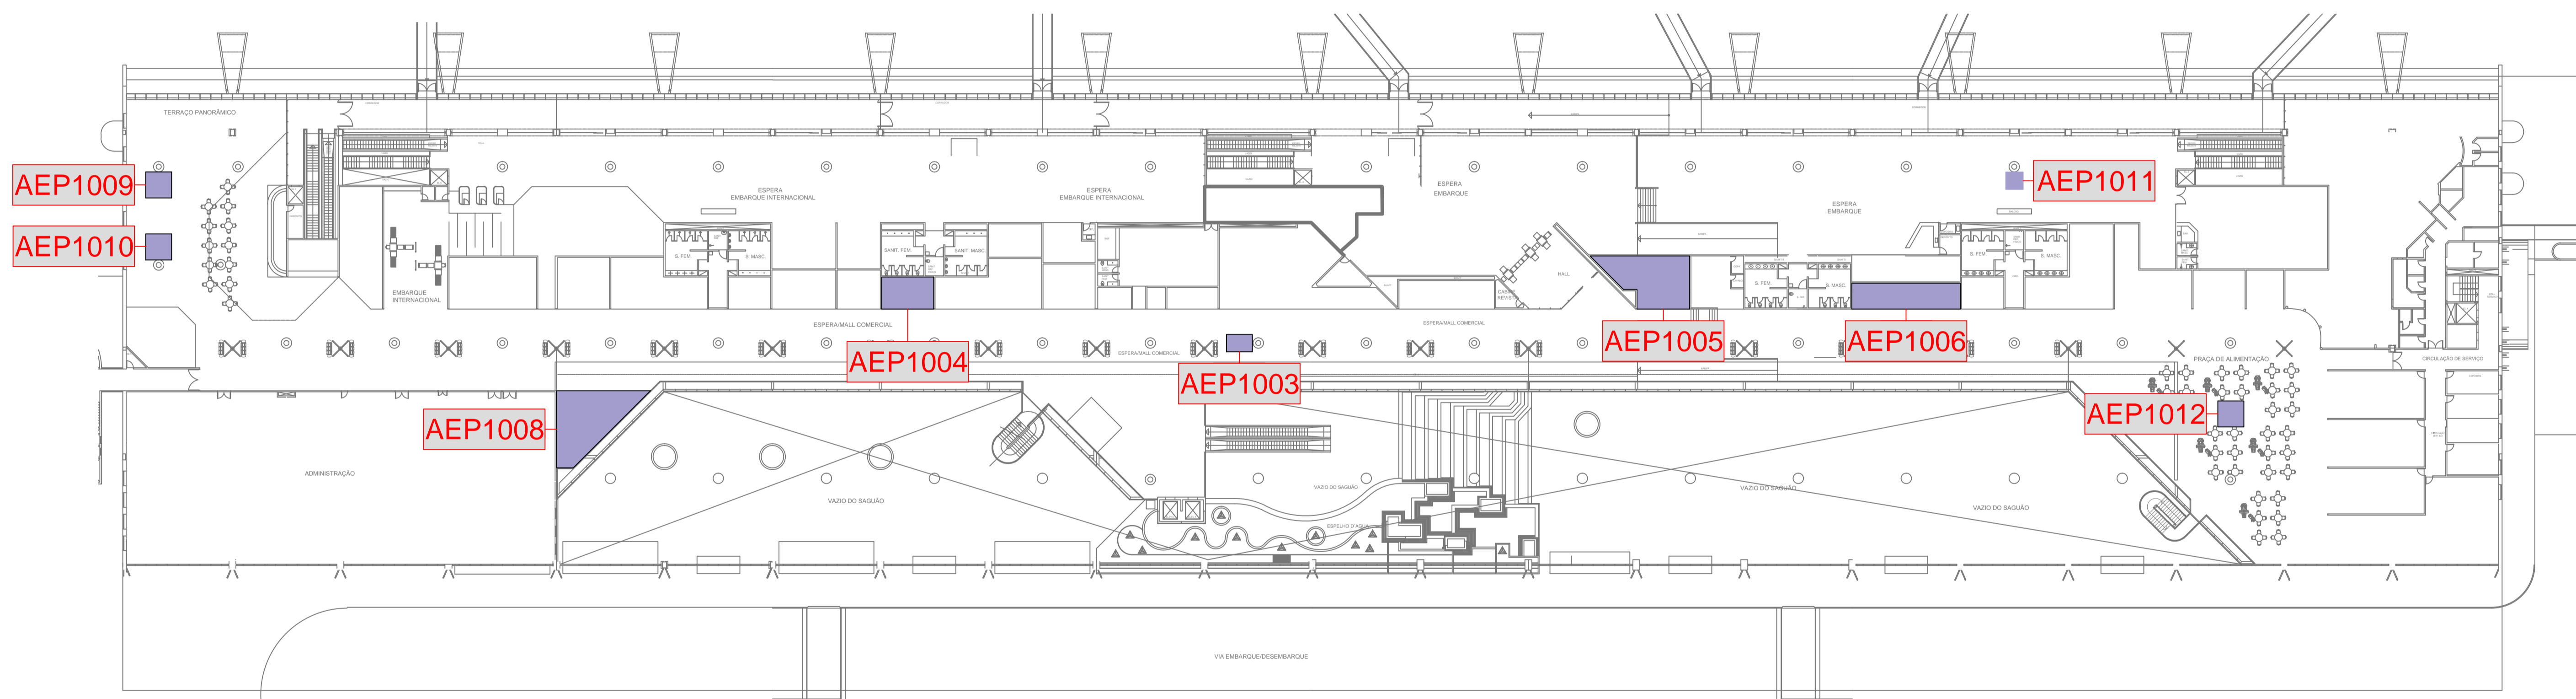 TERRAÇO PANORÂMICO
AEP1009
AEP1010
EMBARQUE
INTERNACIONAL
ESPERA
EMBARQUE INTERNACIONAL
ESPERA
EMBARQUE INTERNACIONAL
ESPERA
EMBARQUE
ESPERA
EMBARQUE
AEP1011
S. FEM.
S. MASC.
SANIT. FEM.
SANIT. MASC.
HALL
S. FEM.
S. MASC.
S. FEM.
S. MASC.
ESPERA/MALL COMERCIAL
ESPERA/MALL COMERCIAL
ESPERA/MALL COMERCIAL
AEP1004
AEP1003
AEP1005
AEP1006
PRAÇA DE ALIMENTAÇÃO
CIRCULAÇÃO DE SERVIÇO
AEP1008
AEP1012
ADMINISTRAÇÃO
VAZIO DO SAGUÃO
VAZIO DO SAGUÃO
VAZIO DO SAGUÃO
VAZIO DO SAGUÃO
ESPELHO D'AGUA
VIA EMBARQUE/DESEMBARQUE